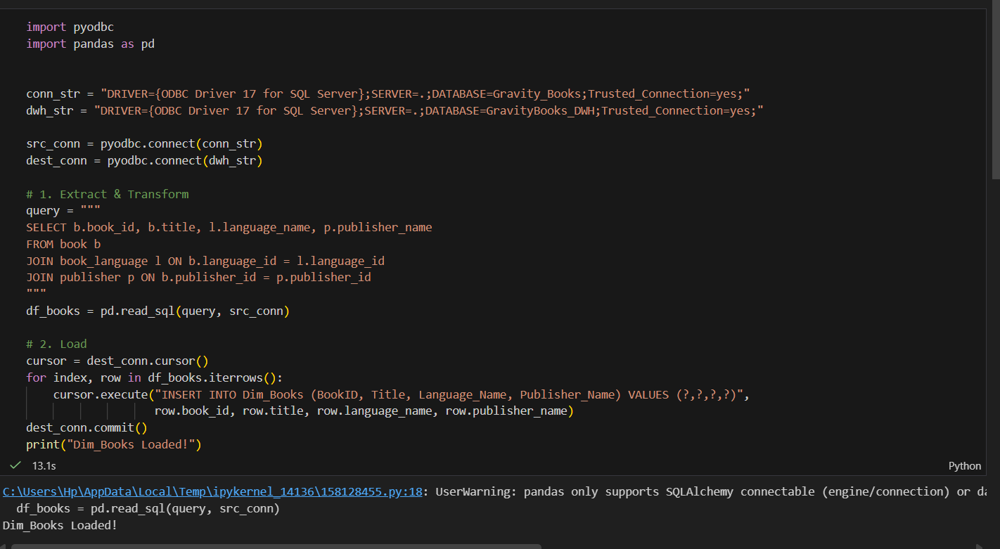 import pyodbc
import pandas as pd
conn_str = "DRIVER={ODBC Driver 17 for SQL Server};SERVER=.;DATABASE=Gravity_Books;Trusted_Connection=yes;"
dwh_str = "DRIVER={ODBC Driver 17 for SQL Server};SERVER=.;DATABASE=GravityBooks_DWH;Trusted_Connection=yes;"
src_conn = pyodbc.connect(conn_str)
dest_conn = pyodbc.connect(dwh_str)
# 1. Extract & Transform
query = """
SELECT b.book_id, b.title, l.language_name, p.publisher_name
FROM book b
JOIN book_language l ON b.language_id = l.language_id
JOIN publisher p ON b.publisher_id = p.publisher_id
"""
df_books = pd.read_sql(query, src_conn)
# 2. Load
cursor = dest_conn.cursor()
for index, row in df_books.iterrows():
    cursor.execute("INSERT INTO Dim_Books (BookID, Title, Language_Name, Publisher_Name) VALUES (?,?,?,?)",
                   row.book_id, row.title, row.language_name, row.publisher_name)
dest_conn.commit()
print("Dim_Books Loaded!")
13.1s Python
C:\Users\Hp\AppData\Local\Temp\ipykernel_14136\158128455.py:18: UserWarning: pandas only supports SQLAlchemy connectable (engine/connection) or da
  df_books = pd.read_sql(query, src_conn)
Dim_Books Loaded!